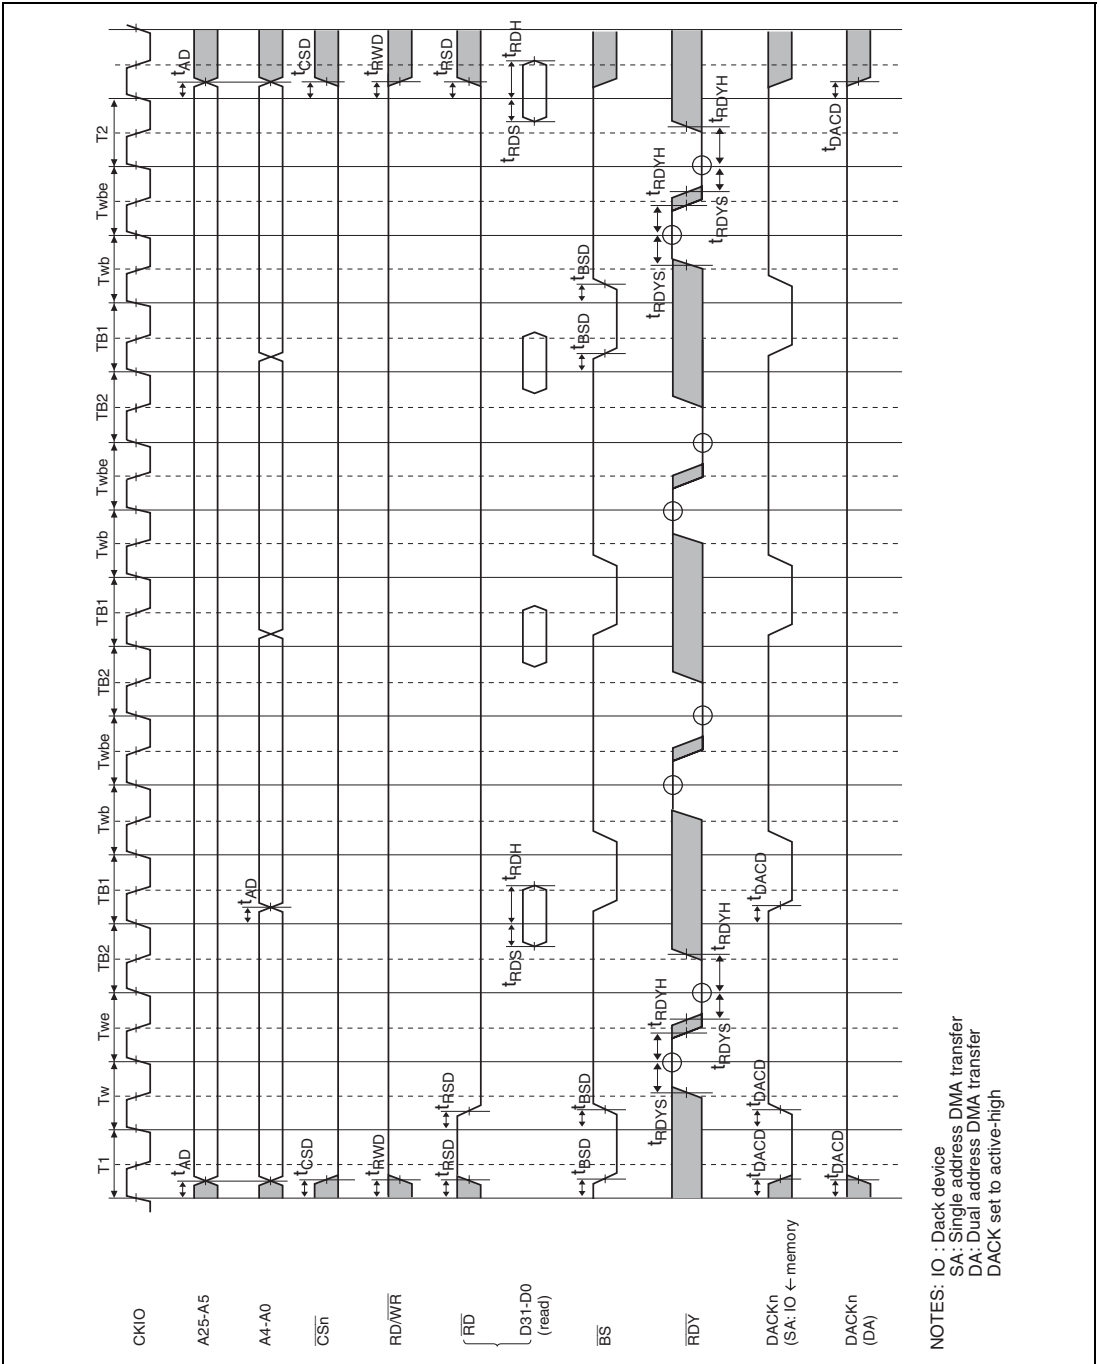 T1 Tw Twe TB2 TB1 Twb Twbe TB2 TB1 Twb Twbe TB2 TB1 Twb Twbe T2
CKIO
tAD tAD
A25-A5
tAD
A4-A0
tCSD tCSD
CSn
tRWD tRWD
RD/WR
tRSD tRSD tRSD
RD
tRDS tRDH tRDS tRDH
D31-D0
(read)
tBSD tBSD tBSD tBSD
BS
tRDYS tRDYH tRDYS tRDYH
RDY
tRDYS tRDYH tRDYS tRDYH
tDACD tDACD tDACD
DACKn
(SA: IO ← memory
tDACD tDACD
DACKn
(DA)
NOTES: IO : Dack device
SA: Single address DMA transfer
DA: Dual address DMA transfer
DACK set to active-high